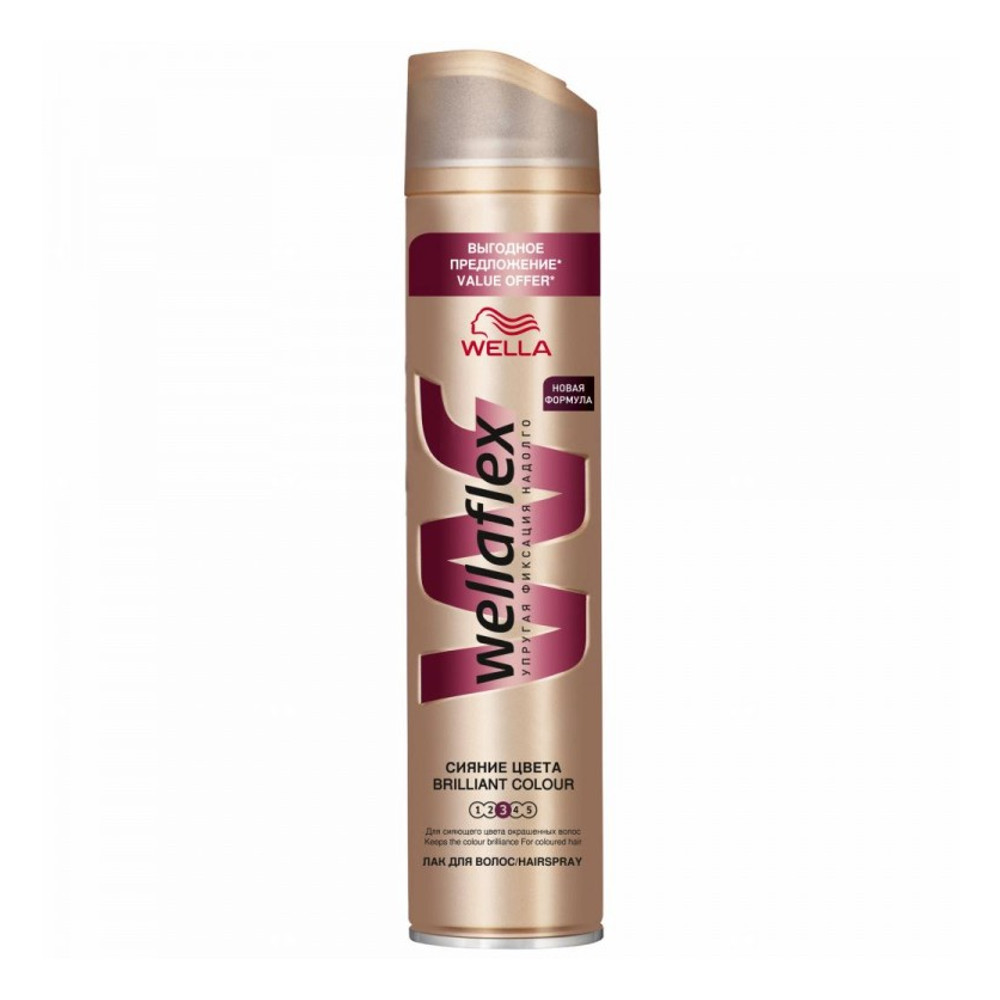 ВЫГОДНОЕ
ПРЕДЛОЖЕНИЕ*
VALUE OFFER*
WELLA
НОВАЯ
ФОРМУЛА
wellaflex
УПРУГАЯ ФИКСАЦИЯ НАДОЛГО
СИЯНИЕ ЦВЕТА
BRILLIANT COLOUR
1 2 3 4 5
Для сияющего цвета окрашенных волос
Keeps the colour brilliance For coloured hair
ЛАК ДЛЯ ВОЛОС/HAIRSPRAY